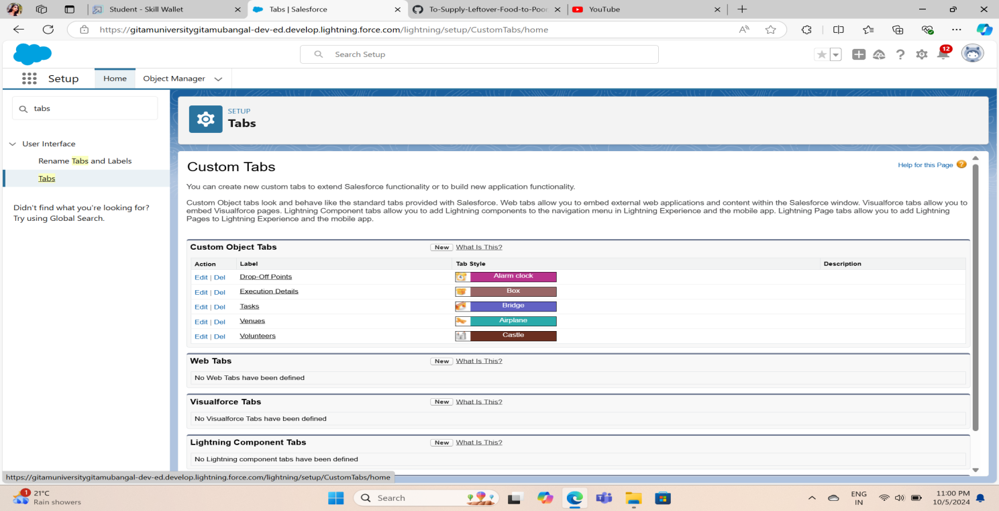 Student - Skill Wallet
Tabs | Salesforce
To-Supply-Leftover-Food-to-Poor
YouTube
https://gitamuniversitygitamubangal-dev-ed.develop.lightning.force.com/lightning/setup/CustomTabs/home
Search Setup
12
Setup
Home
Object Manager
tabs
User Interface
Rename Tabs and Labels
Tabs
Didn't find what you're looking for?
Try using Global Search.
SETUP
Tabs
Custom Tabs
Help for this Page
You can create new custom tabs to extend Salesforce functionality or to build new application functionality.
Custom Object tabs look and behave like the standard tabs provided with Salesforce. Web tabs allow you to embed external web applications and content within the Salesforce window. Visualforce tabs allow you to
embed Visualforce pages. Lightning Component tabs allow you to add Lightning components to the navigation menu in Lightning Experience and the mobile app. Lightning Page tabs allow you to add Lightning
Pages to Lightning Experience and the mobile app.
Custom Object Tabs New What Is This?
Action Label Tab Style Description
Edit | Del Drop-Off Points Alarm clock
Edit | Del Execution Details Box
Edit | Del Tasks Bridge
Edit | Del Venues Airplane
Edit | Del Volunteers Castle
Web Tabs New What Is This?
No Web Tabs have been defined
Visualforce Tabs New What Is This?
No Visualforce Tabs have been defined
Lightning Component Tabs New What Is This?
No Lightning component tabs have been defined
https://gitamuniversitygitamubangal-dev-ed.develop.lightning.force.com/lightning/setup/CustomTabs/home
1
21°C
Rain showers
Search
ENG
IN
11:00 PM
10/5/2024